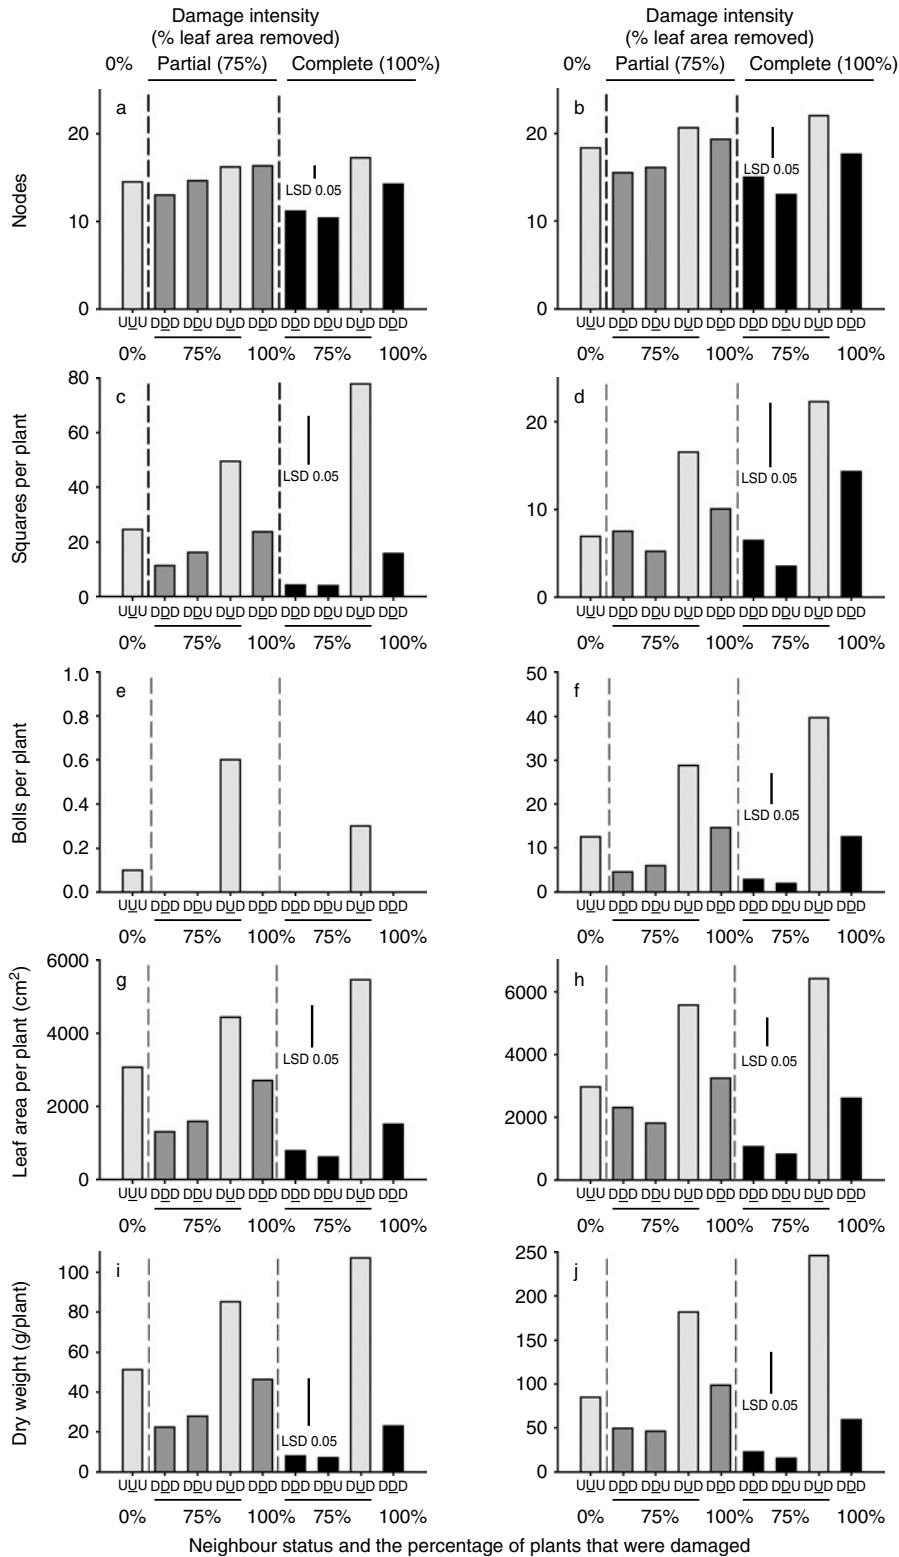 Damage intensity Damage intensity
(% leaf area removed) (% leaf area removed)
0% Partial (75%) Complete (100%) 0% Partial (75%) Complete (100%)
a b
Nodes
20 20
LSD 0.05 LSD 0.05
10 10
0 0
UUU DDD DDU DUD DDD DDD DDU DUD DDD UUU DDD DDU DUD DDD DDD DDU DUD DDD
0% 75% 100% 75% 100% 0% 75% 100% 75% 100%
c d
Squares per plant
80
60
40
20
0
20
10
0
LSD 0.05 LSD 0.05
UUU DDD DDU DUD DDD DDD DDU DUD DDD UUU DDD DDU DUD DDD DDD DDU DUD DDD
0% 75% 100% 75% 100% 0% 75% 100% 75% 100%
e f
Bolls per plant
1.0
0.8
0.6
0.4
0.2
0.0
50
40
30
20
10
0
LSD 0.05
UUU DDD DDU DUD DDD DDD DDU DUD DDD UUU DDD DDU DUD DDD DDD DDU DUD DDD
0% 75% 100% 75% 100% 0% 75% 100% 75% 100%
g h
Leaf area per plant (cm²)
6000
4000
2000
0
6000
4000
2000
0
LSD 0.05 LSD 0.05
UUU DDD DDU DUD DDD DDD DDU DUD DDD UUU DDD DDU DUD DDD DDD DDU DUD DDD
0% 75% 100% 75% 100% 0% 75% 100% 75% 100%
i j
Dry weight (g/plant)
100
80
60
40
20
0
250
200
150
100
50
0
LSD 0.05 LSD 0.05
UUU DDD DDU DUD DDD DDD DDU DUD DDD UUU DDD DDU DUD DDD DDD DDU DUD DDD
0% 75% 100% 75% 100% 0% 75% 100% 75% 100%
Neighbour status and the percentage of plants that were damaged